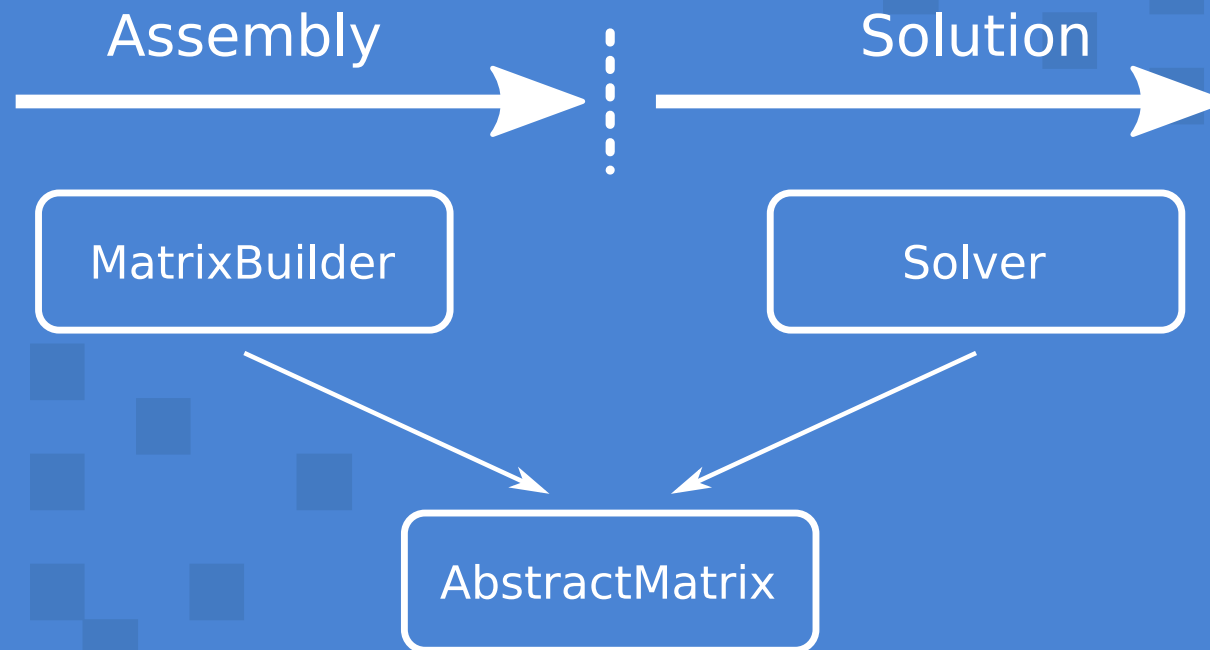 Assembly
Solution
MatrixBuilder
Solver
AbstractMatrix